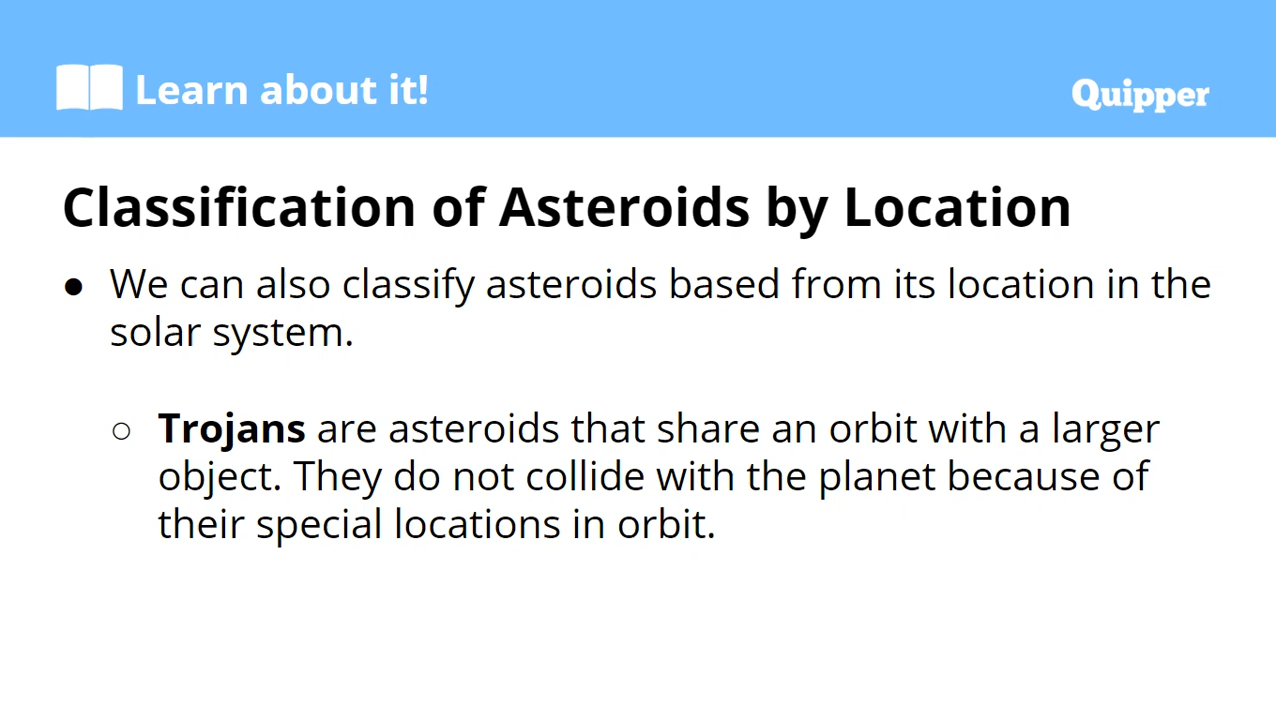 Learn about it!
Quipper
Classification of Asteroids by Location
● We can also classify asteroids based from its location in the
solar system.
○ Trojans are asteroids that share an orbit with a larger
object. They do not collide with the planet because of
their special locations in orbit.